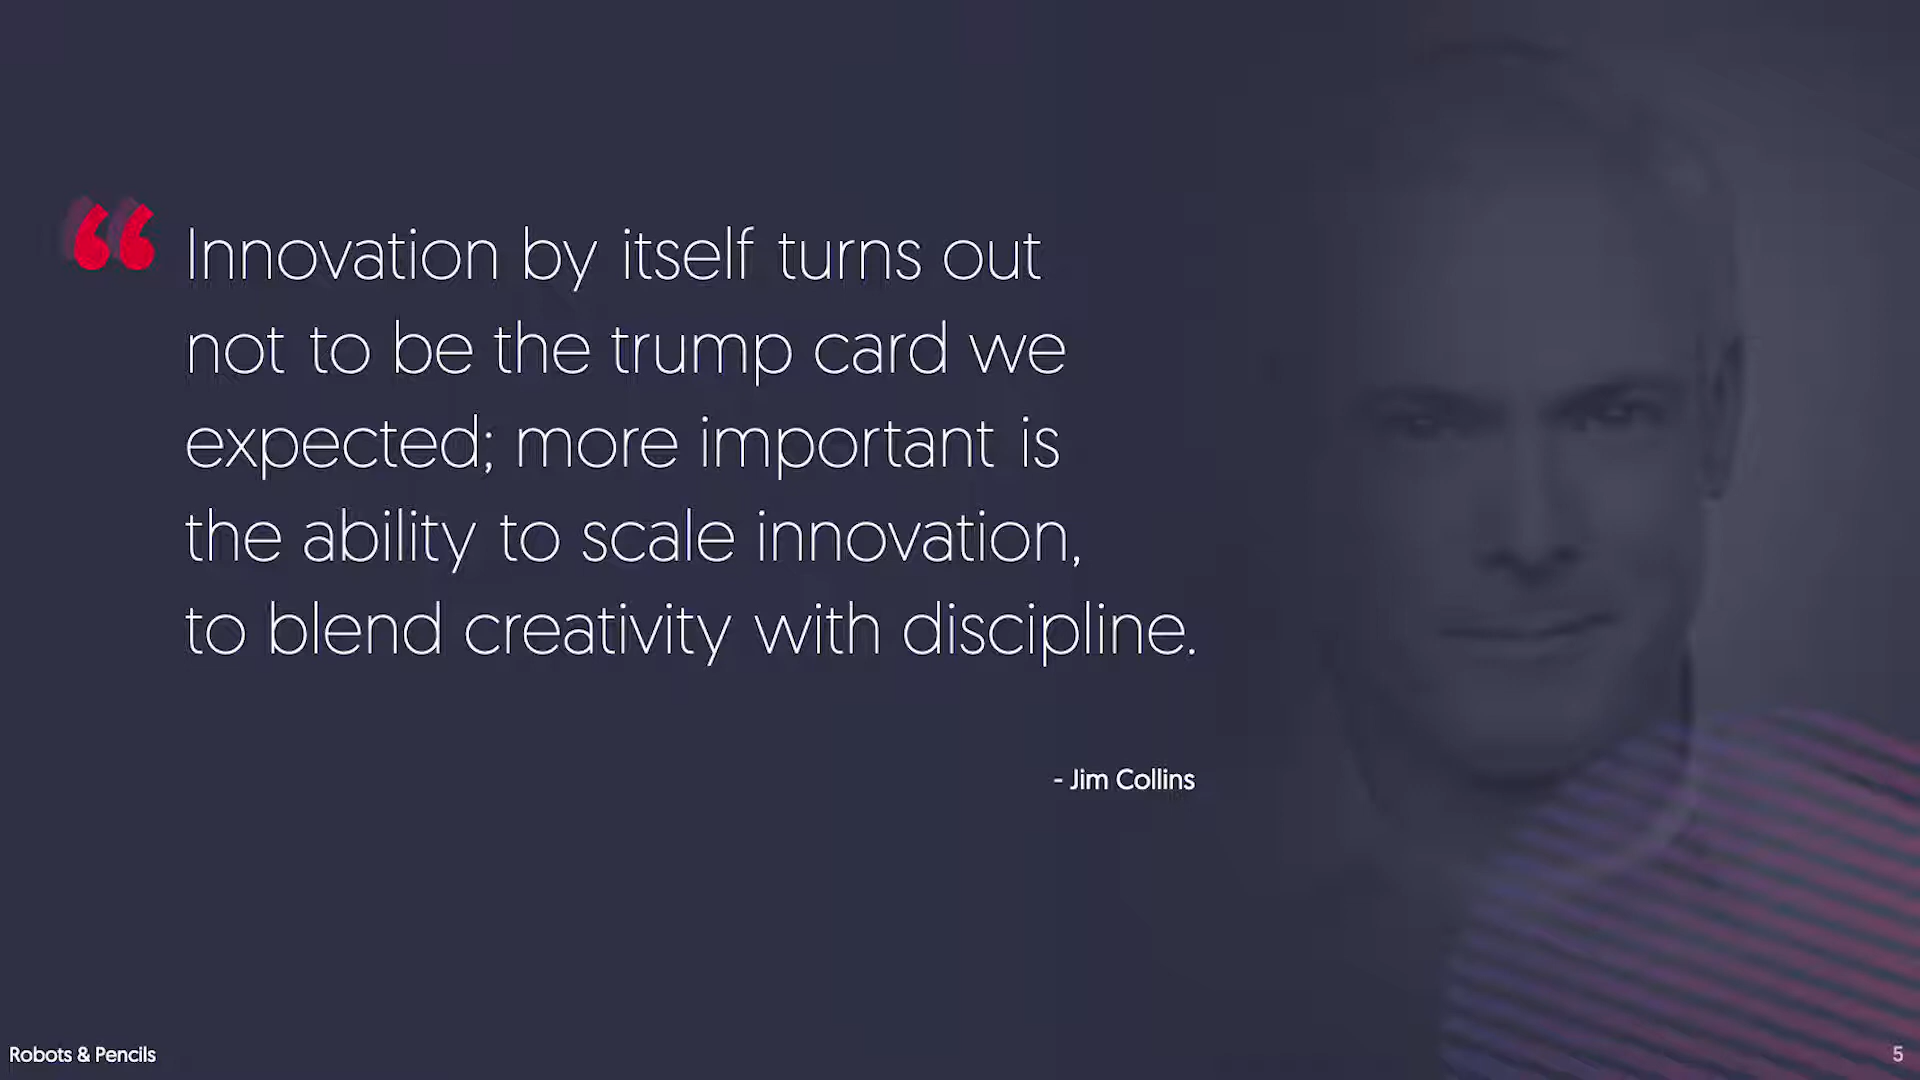 “ Innovation by itself turns out
not to be the trump card we
expected; more important is
the ability to scale innovation,
to blend creativity with discipline.
- Jim Collins
Robots & Pencils
5